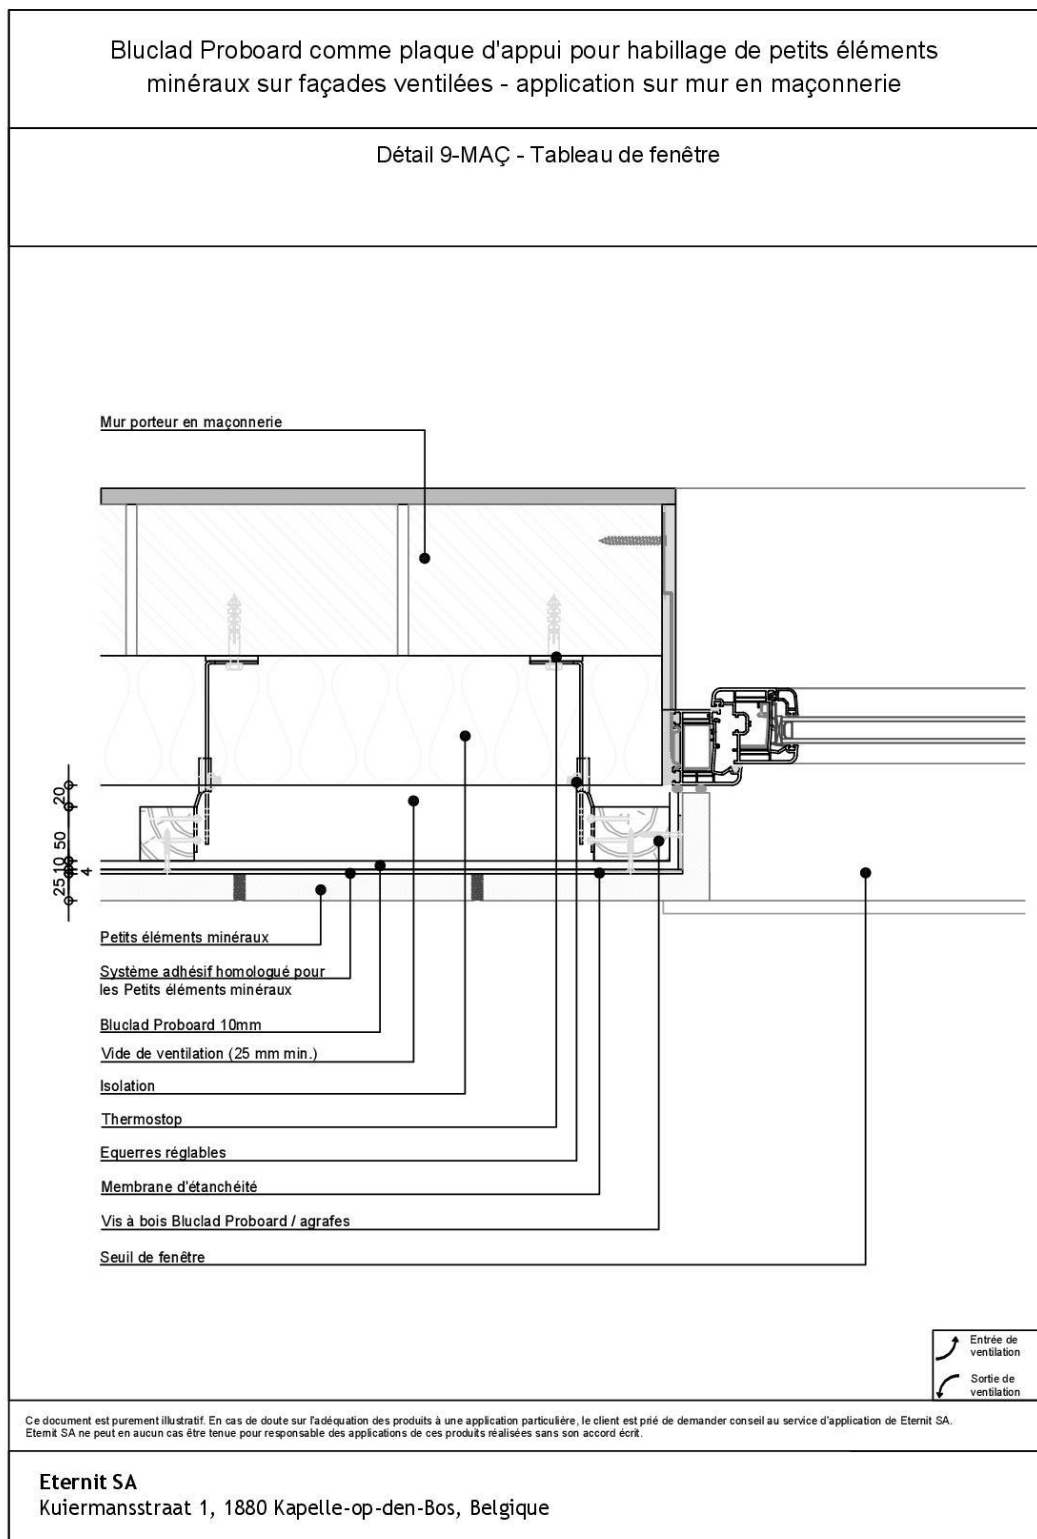 Bluclad Proboard comme plaque d'appui pour habillage de petits éléments
minéraux sur façades ventilées - application sur mur en maçonnerie
Détail 9-MAÇ - Tableau de fenêtre
Mur porteur en maçonnerie
20
50
10
4
25
Petits éléments minéraux
Système adhésif homologué pour
les Petits éléments minéraux
Bluclad Proboard 10mm
Vide de ventilation (25 mm min.)
Isolation
Thermostop
Equerres réglables
Membrane d'étanchéité
Vis à bois Bluclad Proboard / agrafes
Seuil de fenêtre
Entrée de
ventilation
Sortie de
ventilation
Ce document est purement illustratif. En cas de doute sur l'adéquation des produits à une application particulière, le client est prié de demander conseil au service d'application de Eternit SA.
Eternit SA ne peut en aucun cas être tenue pour responsable des applications de ces produits réalisées sans son accord écrit.
Eternit SA
Kuiermansstraat 1, 1880 Kapelle-op-den-Bos, Belgique